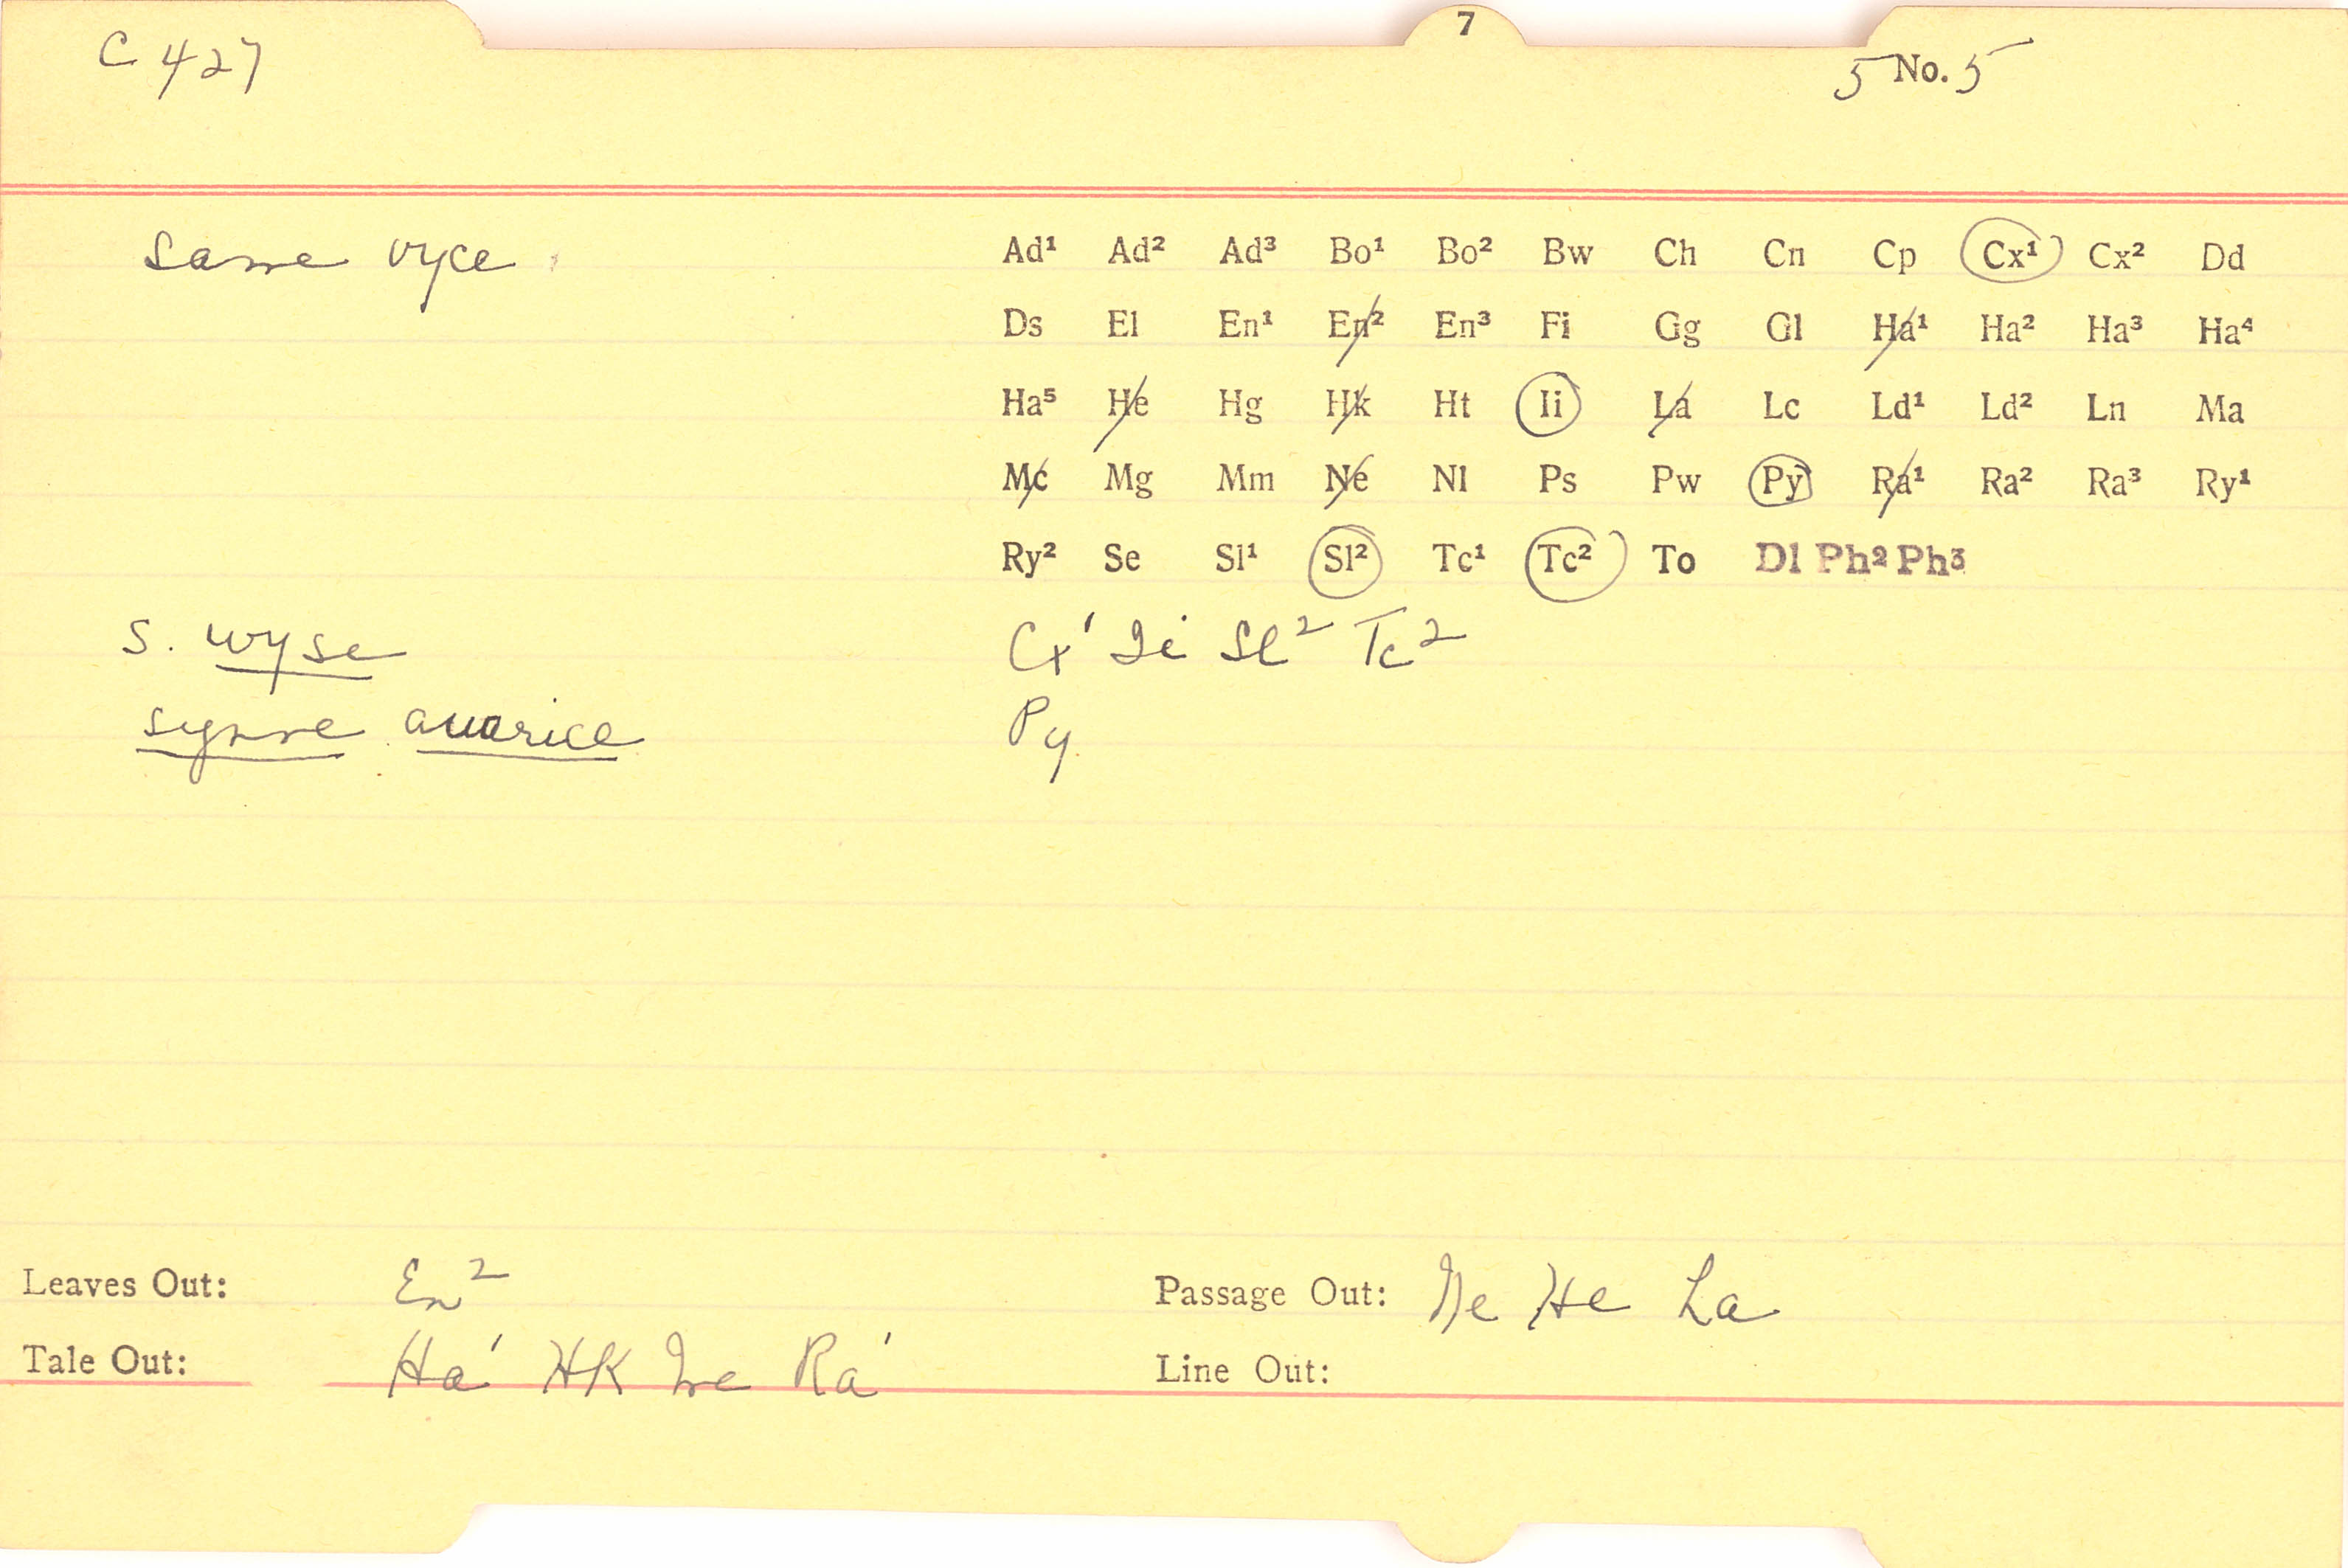 7
C 427
5 No. 5
same vyce
Ad¹ Ad² Ad³ Bo¹ Bo² Bw Ch Cn Cp Cx¹ Cx² Dd
Ds El En¹ En² En³ Fi Gg Gl Ha¹ Ha² Ha³ Ha⁴
Ha⁵ He Hg Hk Ht Ii La Lc Ld¹ Ld² Ln Ma
Mc Mg Mm Ne Nl Ps Pw Py Ra¹ Ra² Ra³ Ry¹
Ry² Se Sl¹ Sl² Tc¹ Tc² To Dl Ph² Ph³
S. wyse Cx¹ Ii Sl² Tc²
synne auarice Py
Leaves Out: En² Passage Out: Ne He La
Tale Out: Ha¹ HK Mc Ra¹ Line Out: